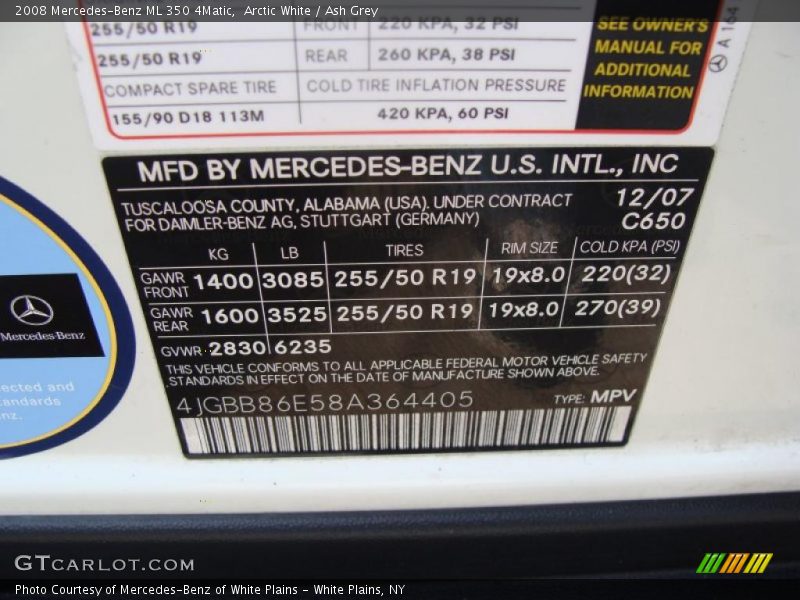 2008 Mercedes-Benz ML 350 4Matic, Arctic White / Ash Grey
255/50 R19 FRONT 220 KPA, 32 PSI
255/50 R19 REAR 260 KPA, 38 PSI
COMPACT SPARE TIRE COLD TIRE INFLATION PRESSURE
155/90 D18 113M 420 KPA, 60 PSI
SEE OWNER'S
MANUAL FOR
ADDITIONAL
INFORMATION
A 164
MFD BY MERCEDES-BENZ U.S. INTL., INC
TUSCALOOSA COUNTY, ALABAMA (USA). UNDER CONTRACT 12/07
FOR DAIMLER-BENZ AG, STUTTGART (GERMANY) C650
KG LB TIRES RIM SIZE COLD KPA (PSI)
GAWR FRONT 1400 3085 255/50 R19 19x8.0 220(32)
GAWR REAR 1600 3525 255/50 R19 19x8.0 270(39)
GVWR 2830 6235
THIS VEHICLE CONFORMS TO ALL APPLICABLE FEDERAL MOTOR VEHICLE SAFETY
STANDARDS IN EFFECT ON THE DATE OF MANUFACTURE SHOWN ABOVE.
4JGBB86E58A364405 TYPE: MPV
Mercedes-Benz
ected and
tandards
nz.
GTCARLOT.COM
Photo Courtesy of Mercedes-Benz of White Plains - White Plains, NY